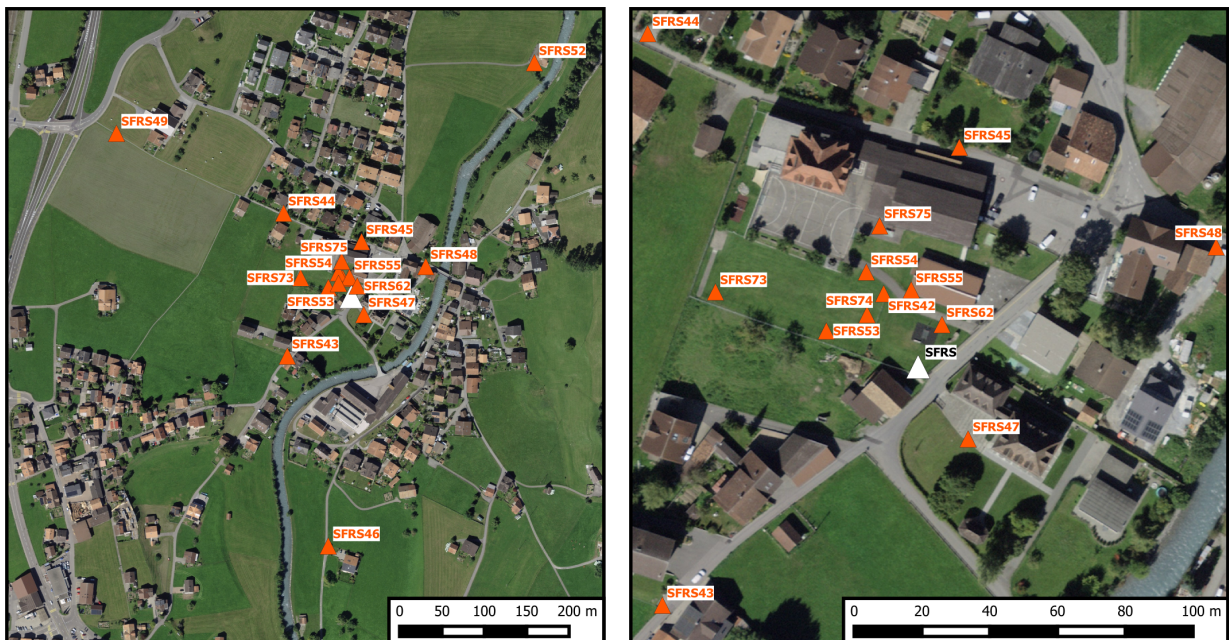 SFRS52
SFRS49
SFRS44
SFRS45
SFRS75
SFRS54
SFRS55
SFRS48
SFRS73
SFRS62
SFRS53
SFRS47
SFRS43
SFRS46
0 50 100 150 200 m
SFRS44
SFRS45
SFRS75
SFRS48
SFRS54
SFRS55
SFRS73
SFRS42
SFRS74
SFRS62
SFRS53
SFRS
SFRS47
SFRS43
0 20 40 60 80 100 m